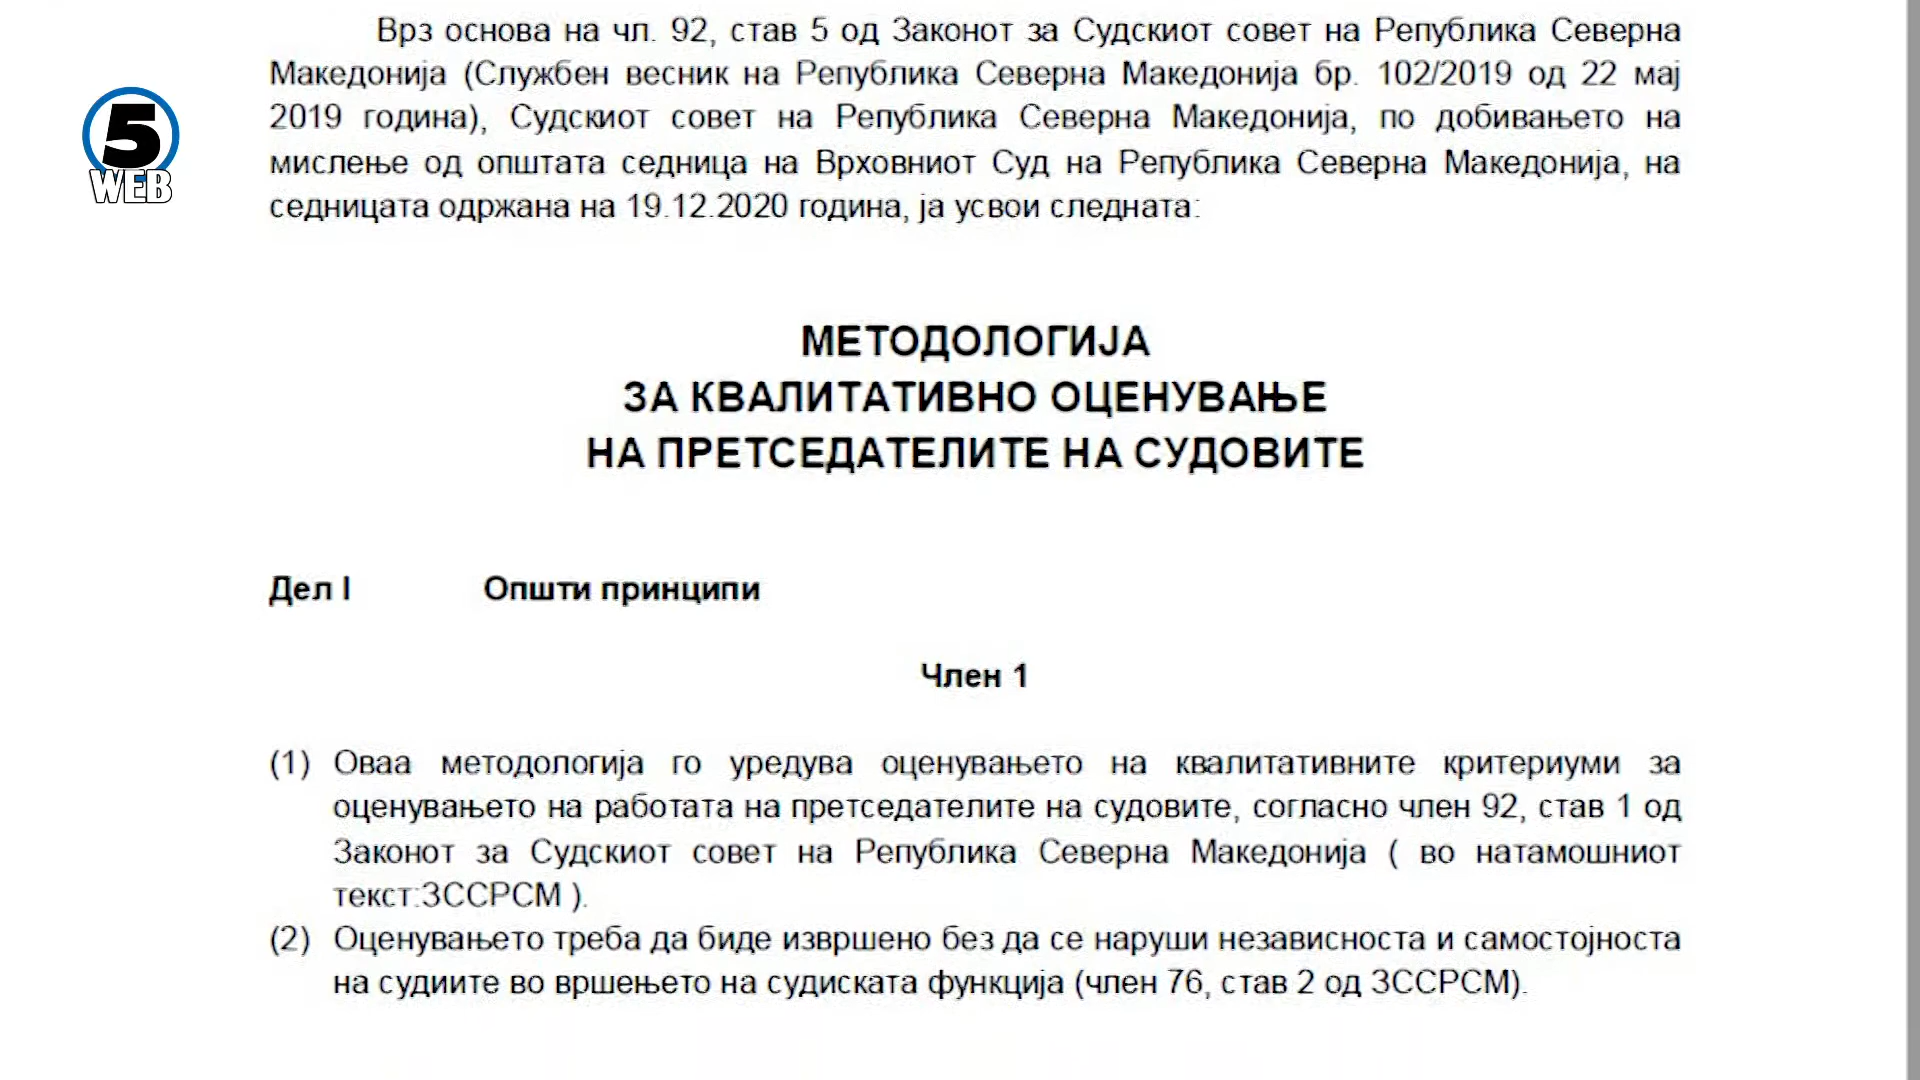 Врз основа на чл. 92, став 5 од Законот за Судскиот совет на Република Северна
Македонија (Службен весник на Република Северна Македонија бр. 102/2019 од 22 мај
2019 година), Судскиот совет на Република Северна Македонија, по добивањето на
мислење од општата седница на Врховниот Суд на Република Северна Македонија, на
седницата одржана на 19.12.2020 година, ја усвои следната:
5
WEB
МЕТОДОЛОГИЈА
ЗА КВАЛИТАТИВНО ОЦЕНУВАЊЕ
НА ПРЕТСЕДАТЕЛИТЕ НА СУДОВИТЕ
Дел I Општи принципи
Член 1
(1) Оваа методологија го уредува оценувањето на квалитативните критериуми за
оценувањето на работата на претседателите на судовите, согласно член 92, став 1 од
Законот за Судскиот совет на Република Северна Македонија ( во натамошниот
текст:ЗССРСМ ).
(2) Оценувањето треба да биде извршено без да се наруши независноста и самостојноста
на судиите во вршењето на судиската функција (член 76, став 2 од ЗССРСМ).